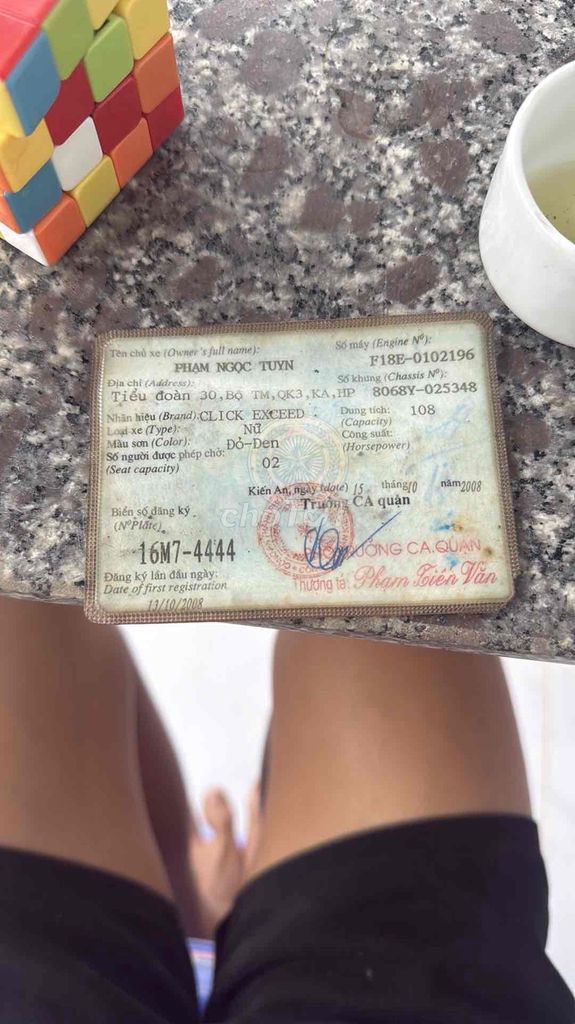 Tên chủ xe (Owner's full name):
PHẠM NGỌC TUYN
Số máy (Engine Nº):
F18E-0102196
Địa chỉ (Address):
Tiểu đoàn 30, Bộ TM, QK3, KA, HP
Số khung (Chassis Nº):
8068Y-025348
Nhãn hiệu (Brand): CLICK EXCEED
Dung tích: 108
(Capacity)
Loại xe (Type): Nữ
Công suất:
(Horsepower)
Màu sơn (Color): Đỏ-Đen
Số người được phép chở: 02
(Seat capacity)
Kiến An, ngày (date) 15 tháng 10 năm 2008
Trưởng CA quận
Biển số đăng ký
(Nº Plate)
16M7-4444
TRƯỞNG CA.QUẬN
Thượng tá: Phạm Tiến Văn
Đăng ký lần đầu ngày:
Date of first registration
13/10/2008